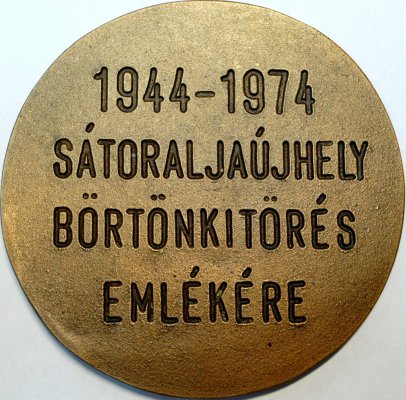 1944-1974
SÁTORALJAÚJHELY
BÖRTÖNKITÖRÉS
EMLÉKÉRE